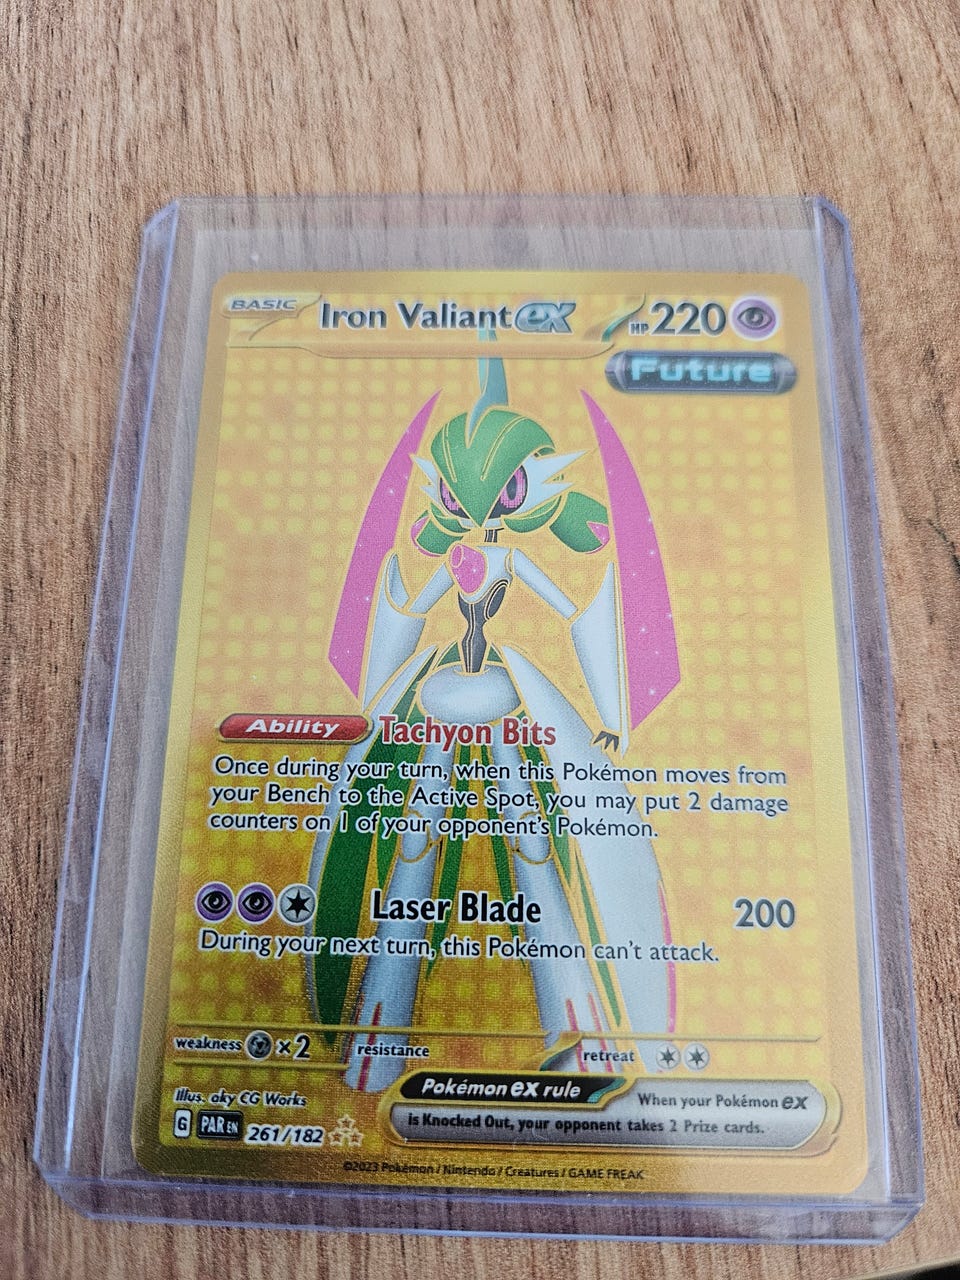 BASIC Iron Valiant ex HP 220
Future
Ability Tachyon Bits
Once during your turn, when this Pokémon moves from
your Bench to the Active Spot, you may put 2 damage
counters on 1 of your opponent's Pokémon.
Laser Blade 200
During your next turn, this Pokémon can't attack.
weakness ×2 resistance retreat
Pokémon ex rule
When your Pokémon ex
is Knocked Out, your opponent takes 2 Prize cards.
Illus. aky CG Works
G PAR EN 261/182
©2023 Pokémon / Nintendo / Creatures / GAME FREAK